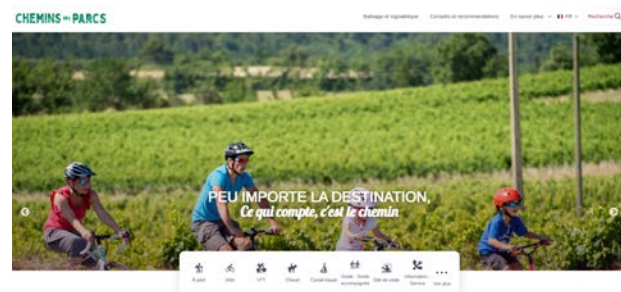 CHEMINS DES PARCS
Balisage et signalétique Conseils et recommandations En savoir plus FR Recherche
PEU IMPORTE LA DESTINATION,
Ce qui compte, c'est le chemin
À pied Vélo VTT Cheval Guide - Sortie accompagnée Site de visite Information - Service Voir plus